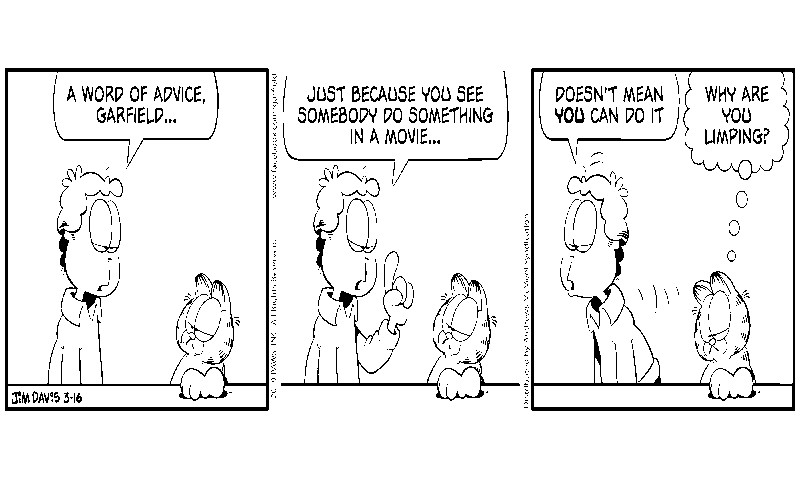 A WORD OF ADVICE,
GARFIELD...
JIM DAVIS 3-16
JUST BECAUSE YOU SEE
SOMEBODY DO SOMETHING
IN A MOVIE...
DOESN'T MEAN
YOU CAN DO IT
WHY ARE
YOU
LIMPING?